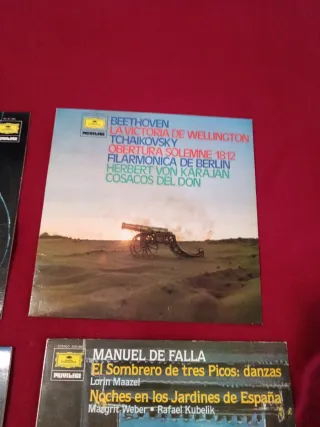 PRIVILEGE
BEETHOVEN
LA VICTORIA DE WELLINGTON
TCHAIKOVSKY
OBERTURA SOLEMNE 1812
FILARMONICA DE BERLIN
HERBERT VON KARAJAN
COSACOS DEL DON
PRIVILEGE
MANUEL DE FALLA
El Sombrero de tres Picos: danzas
Lorin Maazel
Noches en los Jardines de España
Margrit Weber • Rafael Kubelik